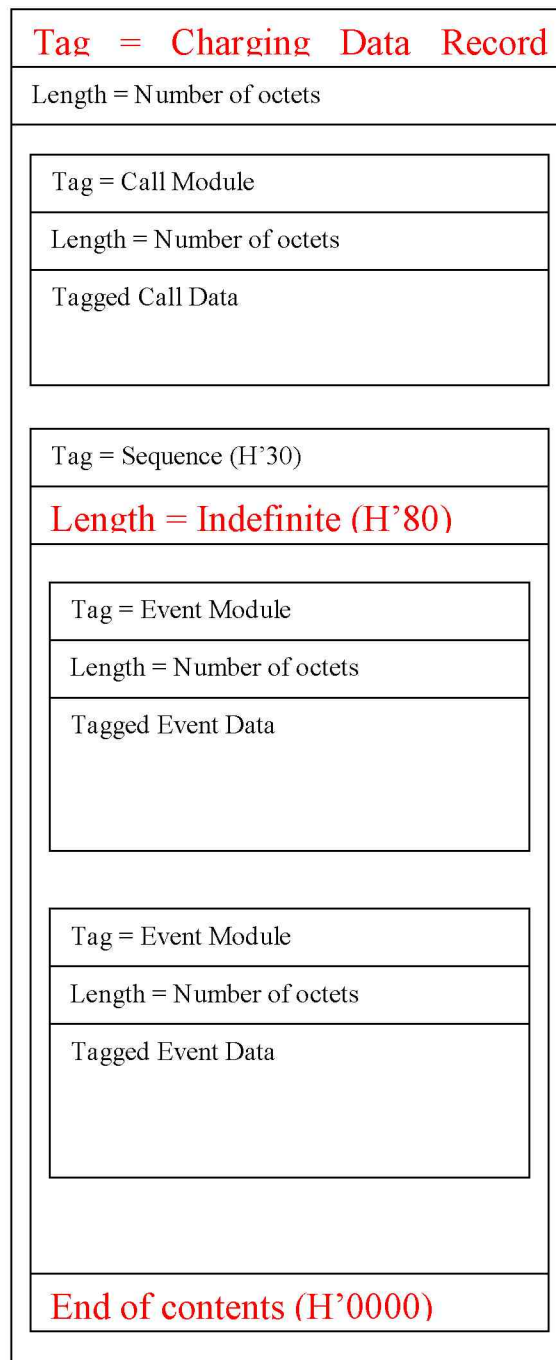 Tag = Charging Data Record
Length = Number of octets
Tag = Call Module
Length = Number of octets
Tagged Call Data
Tag = Sequence (H’30)
Length = Indefinite (H’80)
Tag = Event Module
Length = Number of octets
Tagged Event Data
Tag = Event Module
Length = Number of octets
Tagged Event Data
End of contents (H’0000)